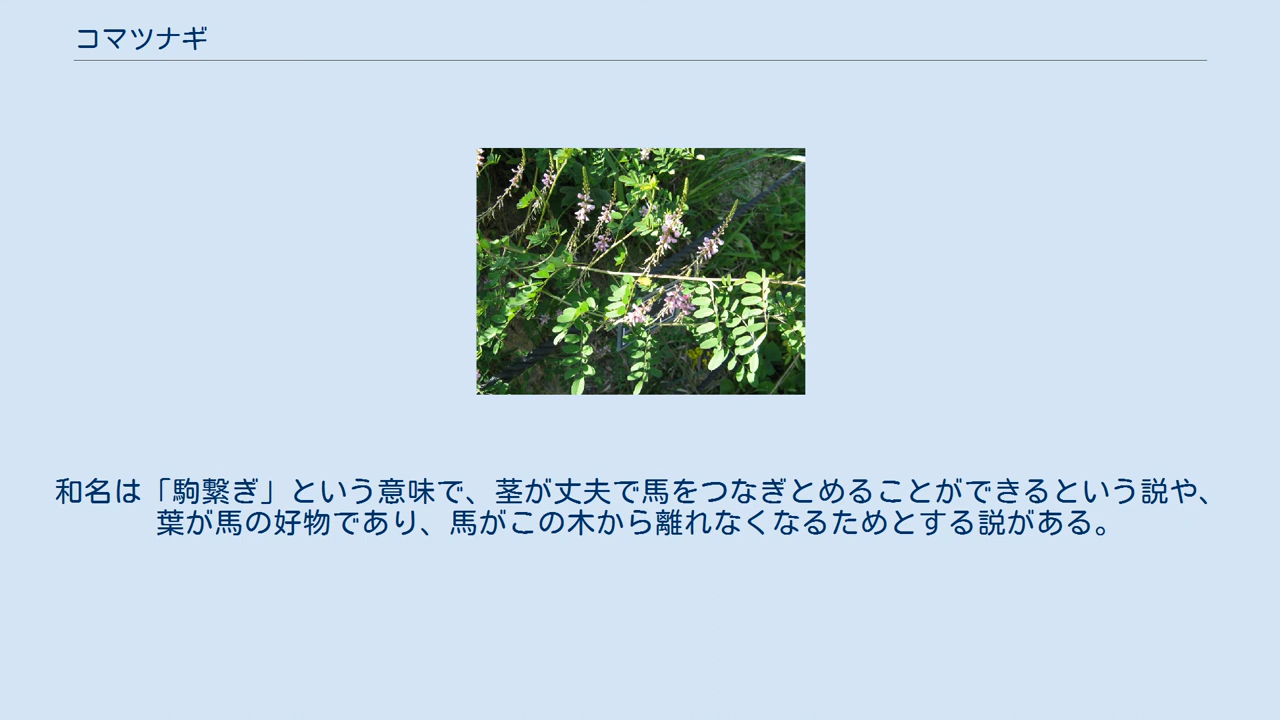 コマツナギ
和名は「駒繋ぎ」という意味で、茎が丈夫で馬をつなぎとめることができるという説や、
葉が馬の好物であり、馬がこの木から離れなくなるためとする説がある。